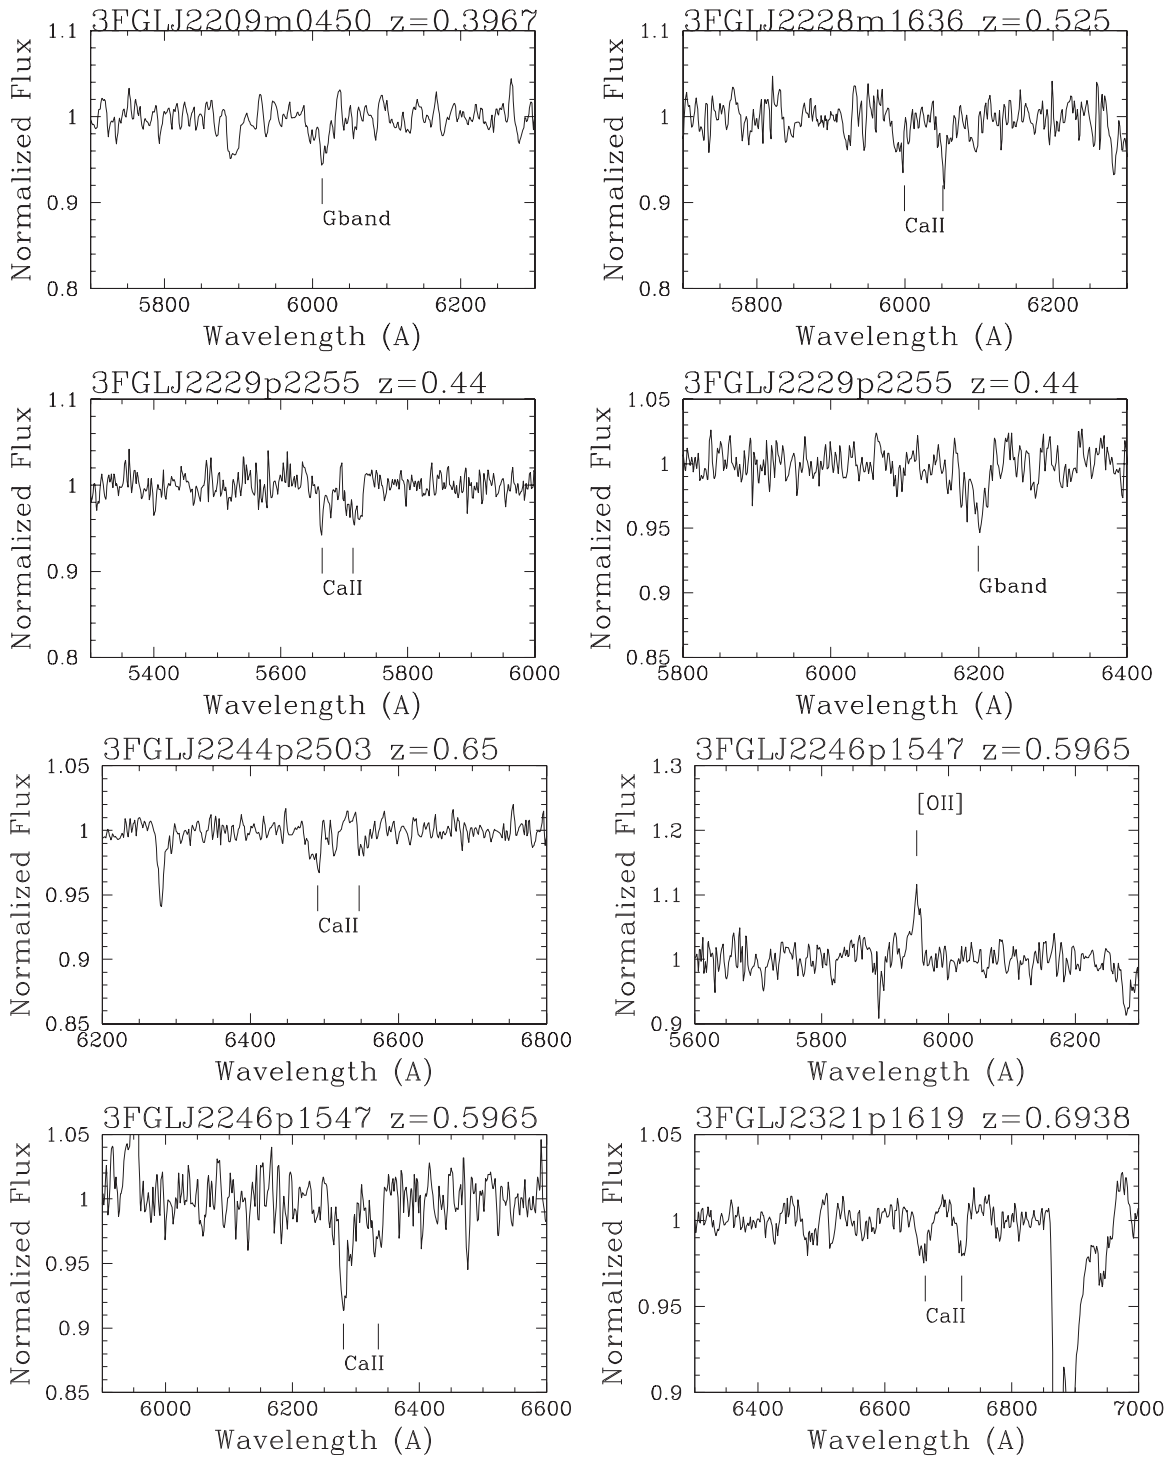 3FGLJ2209m0450 z=0.3967
1.1
1
0.9
0.8
Normalized Flux
Gband
5800 6000 6200
Wavelength (A)
3FGLJ2228m1636 z=0.525
1.1
1
0.9
0.8
Normalized Flux
CaII
5800 6000 6200
Wavelength (A)
3FGLJ2229p2255 z=0.44
1.1
1
0.9
0.8
Normalized Flux
CaII
5400 5600 5800 6000
Wavelength (A)
3FGLJ2229p2255 z=0.44
1.05
1
0.95
0.9
0.85
Normalized Flux
Gband
5800 6000 6200 6400
Wavelength (A)
3FGLJ2244p2503 z=0.65
1.05
1
0.95
0.9
0.85
Normalized Flux
CaII
6200 6400 6600 6800
Wavelength (A)
3FGLJ2246p1547 z=0.5965
1.3
1.2
1.1
1
0.9
Normalized Flux
[OII]
5600 5800 6000 6200
Wavelength (A)
3FGLJ2246p1547 z=0.5965
1.05
1
0.95
0.9
0.85
Normalized Flux
CaII
6000 6200 6400 6600
Wavelength (A)
3FGLJ2321p1619 z=0.6938
1.05
1
0.95
0.9
Normalized Flux
CaII
6400 6600 6800 7000
Wavelength (A)